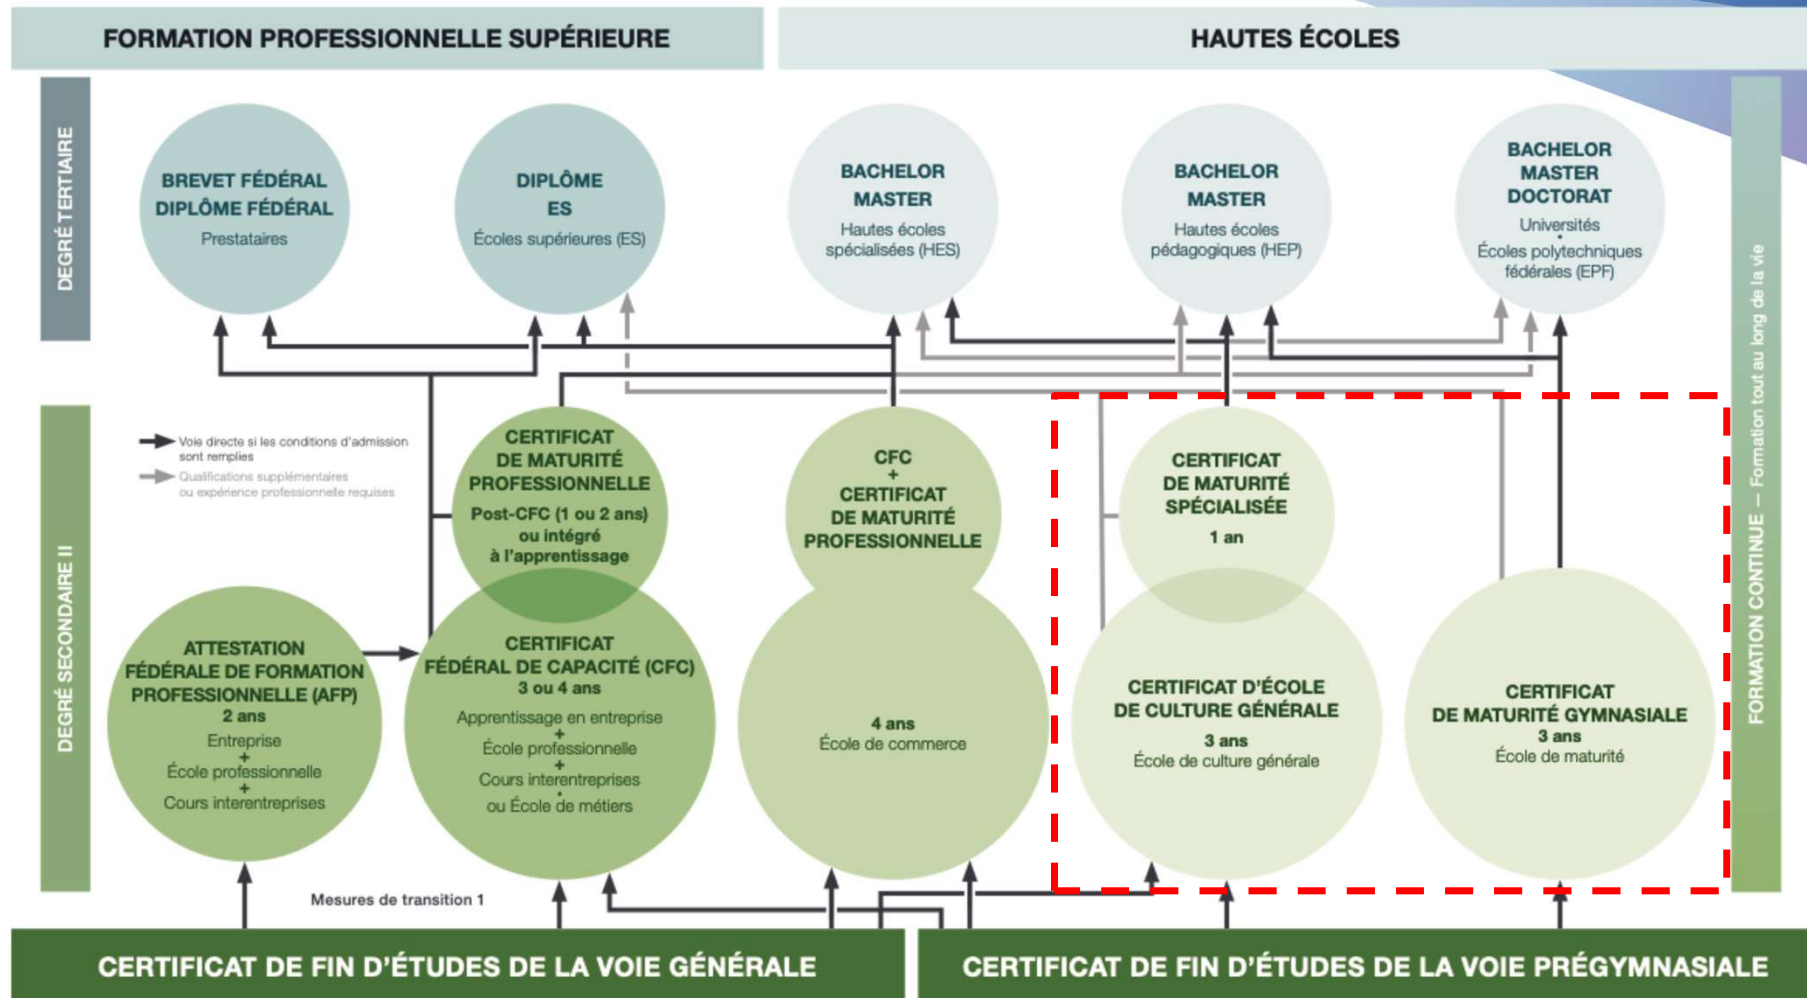 FORMATION PROFESSIONNELLE SUPÉRIEURE
HAUTES ÉCOLES
DEGRÉ TERTIAIRE
BREVET FÉDÉRAL
DIPLÔME FÉDÉRAL
Prestataires
DIPLÔME
ES
Écoles supérieures (ES)
BACHELOR
MASTER
Hautes écoles
spécialisées (HES)
BACHELOR
MASTER
Hautes écoles
pédagogiques (HEP)
BACHELOR
MASTER
DOCTORAT
Universités
•
Écoles polytechniques
fédérales (EPF)
FORMATION CONTINUE — Formation tout au long de la vie
DEGRÉ SECONDAIRE II
Voie directe si les conditions d'admission
sont remplies
Qualifications supplémentaires
ou expérience professionnelle requises
CERTIFICAT
DE MATURITÉ
PROFESSIONNELLE
Post-CFC (1 ou 2 ans)
ou intégré
à l'apprentissage
CFC
+
CERTIFICAT
DE MATURITÉ
PROFESSIONNELLE
CERTIFICAT
DE MATURITÉ
SPÉCIALISÉE
1 an
ATTESTATION
FÉDÉRALE DE FORMATION
PROFESSIONNELLE (AFP)
2 ans
Entreprise
+
École professionnelle
+
Cours interentreprises
CERTIFICAT
FÉDÉRAL DE CAPACITÉ (CFC)
3 ou 4 ans
Apprentissage en entreprise
+
École professionnelle
+
Cours interentreprises
•
ou École de métiers
4 ans
École de commerce
CERTIFICAT D'ÉCOLE
DE CULTURE GÉNÉRALE
3 ans
École de culture générale
CERTIFICAT
DE MATURITÉ GYMNASIALE
3 ans
École de maturité
Mesures de transition 1
CERTIFICAT DE FIN D'ÉTUDES DE LA VOIE GÉNÉRALE
CERTIFICAT DE FIN D'ÉTUDES DE LA VOIE PRÉGYMNASIALE